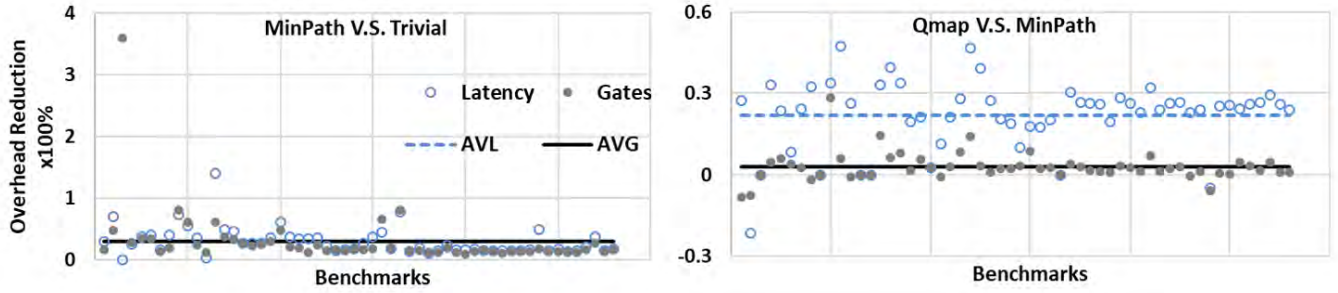 MinPath V.S. Trivial
Overhead Reduction
x100%
4
3
2
1
0
Latency
Gates
AVL
AVG
Benchmarks
Qmap V.S. MinPath
0.6
0.3
0
-0.3
Benchmarks